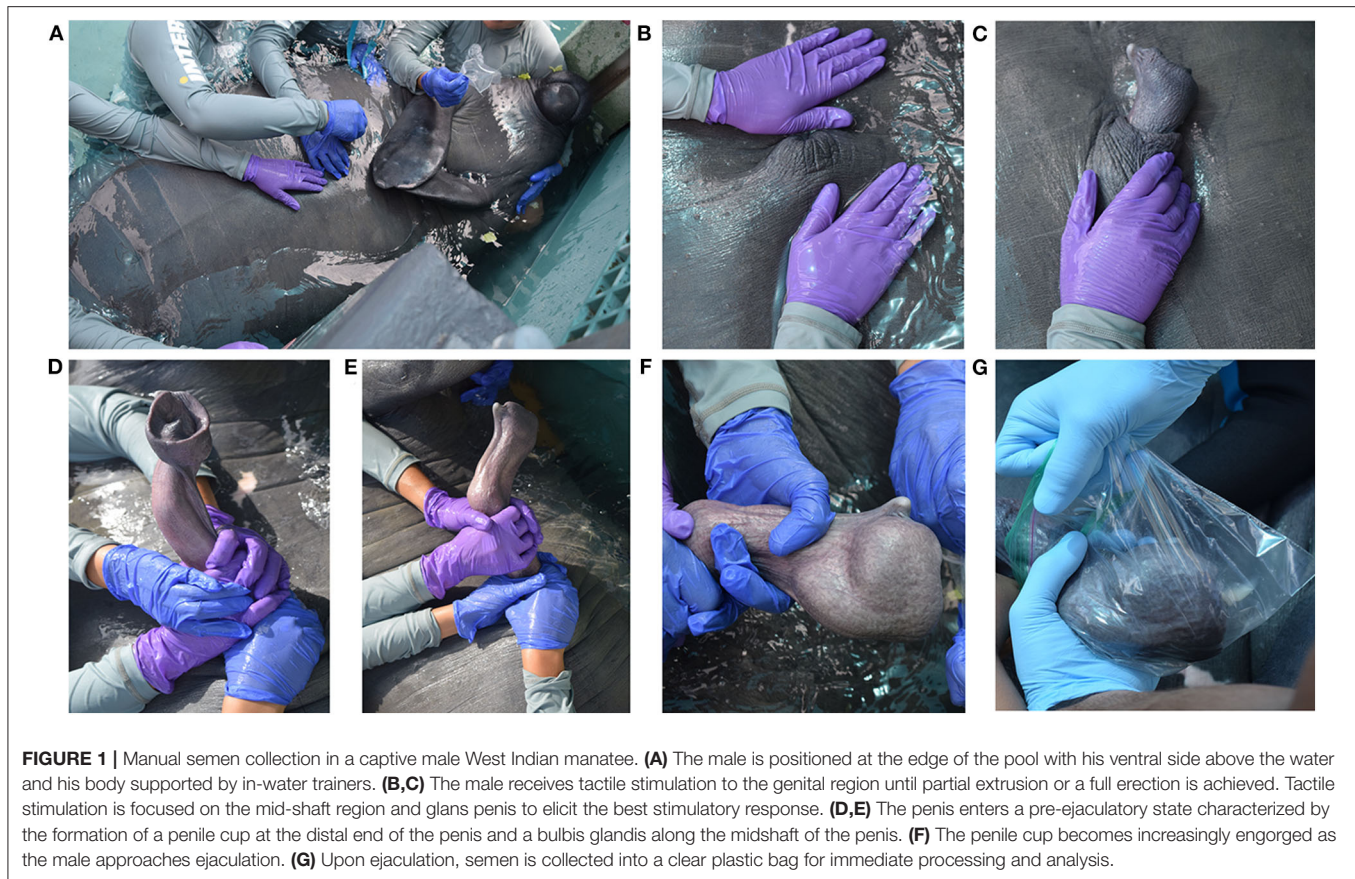 A
B
C
INTER
D
E
F
G
FIGURE 1 | Manual semen collection in a captive male West Indian manatee. (A) The male is positioned at the edge of the pool with his ventral side above the water
and his body supported by in-water trainers. (B,C) The male receives tactile stimulation to the genital region until partial extrusion or a full erection is achieved. Tactile
stimulation is focused on the mid-shaft region and glans penis to elicit the best stimulatory response. (D,E) The penis enters a pre-ejaculatory state characterized by
the formation of a penile cup at the distal end of the penis and a bulbis glandis along the midshaft of the penis. (F) The penile cup becomes increasingly engorged as
the male approaches ejaculation. (G) Upon ejaculation, semen is collected into a clear plastic bag for immediate processing and analysis.